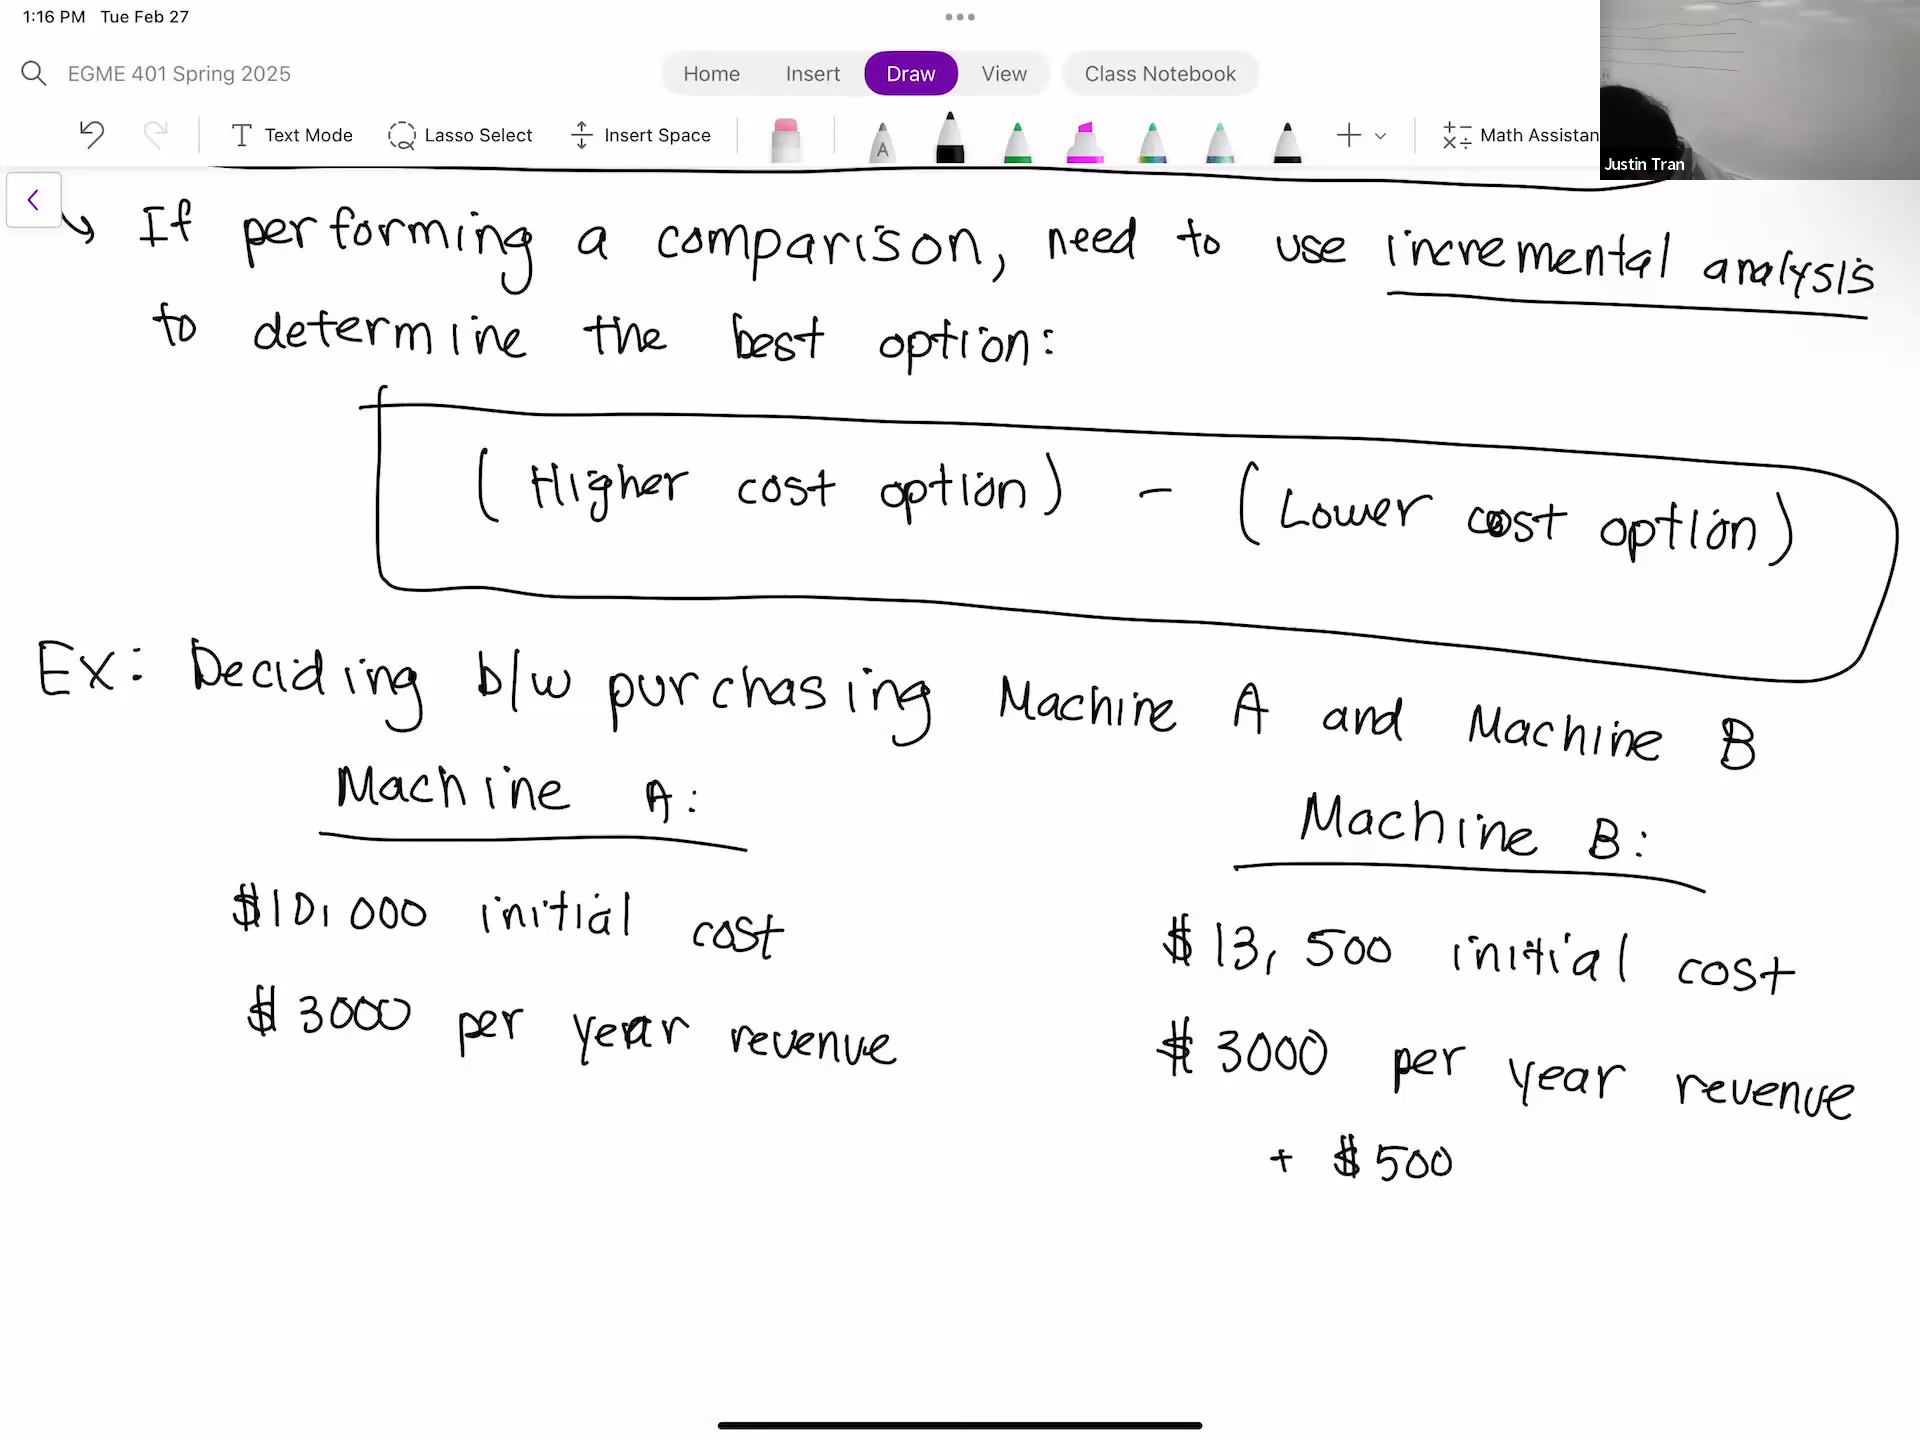 1:16 PM Tue Feb 27
EGME 401 Spring 2025
Home Insert Draw View Class Notebook
Text Mode Lasso Select Insert Space A Math Assistan
Justin Tran
If performing a comparison, need to use incremental analysis
to determine the best option:
(Higher cost option) - (Lower cost option)
Ex: Deciding b/w purchasing Machine A and Machine B
Machine A:
$10,000 initial cost
$3000 per year revenue
Machine B:
$13,500 initial cost
$3000 per year revenue
+ $500